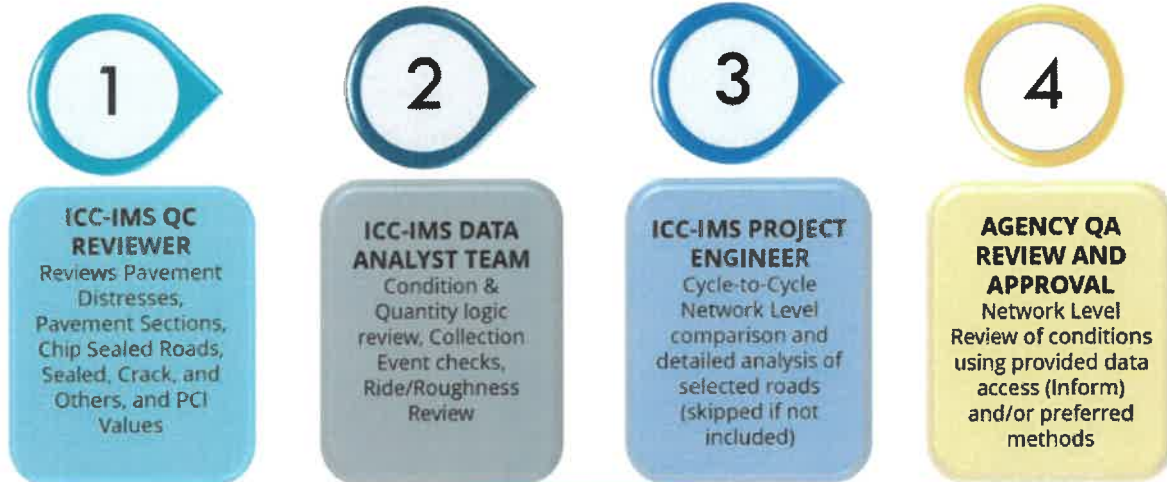 1
2
3
4
ICC-IMS QC
REVIEWER
Reviews Pavement
Distresses,
Pavement Sections,
Chip Sealed Roads,
Sealed, Crack, and
Others, and PCI
Values
ICC-IMS DATA
ANALYST TEAM
Condition &
Quantity logic
review, Collection
Event checks,
Ride/Roughness
Review
ICC-IMS PROJECT
ENGINEER
Cycle-to-Cycle
Network Level
comparison and
detailed analysis of
selected roads
(skipped if not
included)
AGENCY QA
REVIEW AND
APPROVAL
Network Level
Review of conditions
using provided data
access (Inform)
and/or preferred
methods